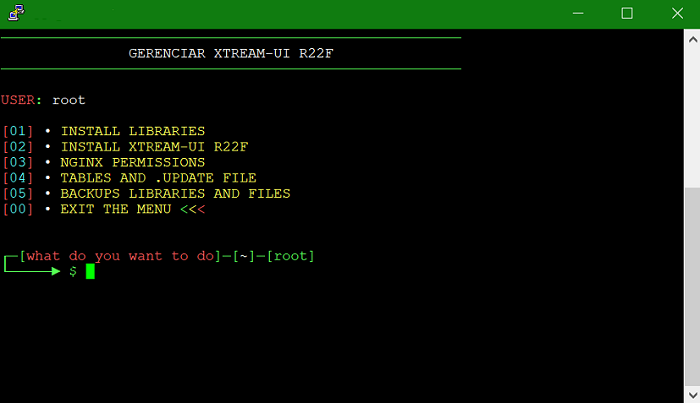 GERENCIAR XTREAM-UI R22F
USER: root
[01] • INSTALL LIBRARIES
[02] • INSTALL XTREAM-UI R22F
[03] • NGINX PERMISSIONS
[04] • TABLES AND .UPDATE FILE
[05] • BACKUPS LIBRARIES AND FILES
[00] • EXIT THE MENU <<<
[what do you want to do]─[~]─[root]
$